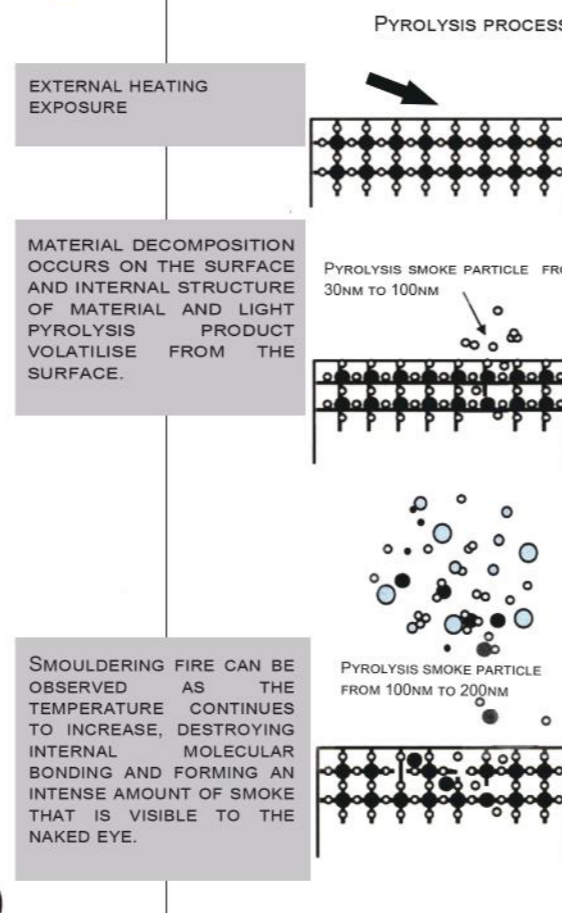 PYROLYSIS PROCESS
EXTERNAL HEATING
EXPOSURE
MATERIAL DECOMPOSITION
OCCURS ON THE SURFACE
AND INTERNAL STRUCTURE
OF MATERIAL AND LIGHT
PYROLYSIS PRODUCT
VOLATILISE FROM THE
SURFACE.
PYROLYSIS SMOKE PARTICLE
30NM TO 100NM
PYROLYSIS SMOKE PARTICLE
FROM 100NM TO 200NM
SMOULDERING FIRE CAN BE
OBSERVED AS THE
TEMPERATURE CONTINUES
TO INCREASE, DESTROYING
INTERNAL MOLECULAR
BONDING AND FORMING AN
INTENSE AMOUNT OF SMOKE
THAT IS VISIBLE TO THE
NAKED EYE.